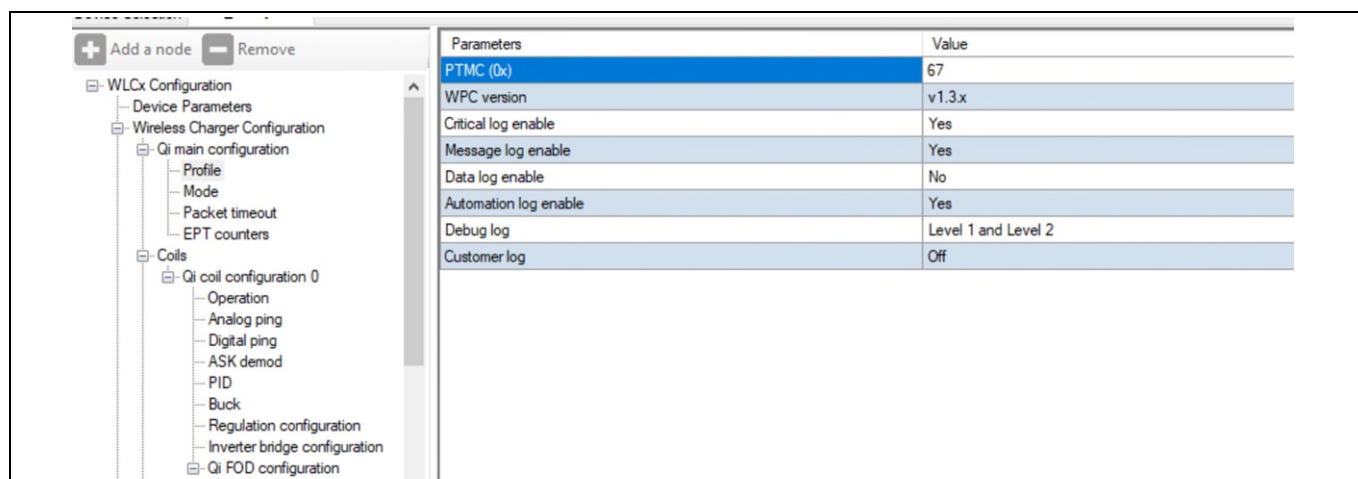 Add a node Remove
WLCx Configuration
Device Parameters
Wireless Charger Configuration
Qi main configuration
Profile
Mode
Packet timeout
EPT counters
Coils
Qi coil configuration 0
Operation
Analog ping
Digital ping
ASK demod
PID
Buck
Regulation configuration
Inverter bridge configuration
Qi FOD configuration
Parameters Value
PTMC (0x) 67
WPC version v1.3.x
Critical log enable Yes
Message log enable Yes
Data log enable No
Automation log enable Yes
Debug log Level 1 and Level 2
Customer log Off